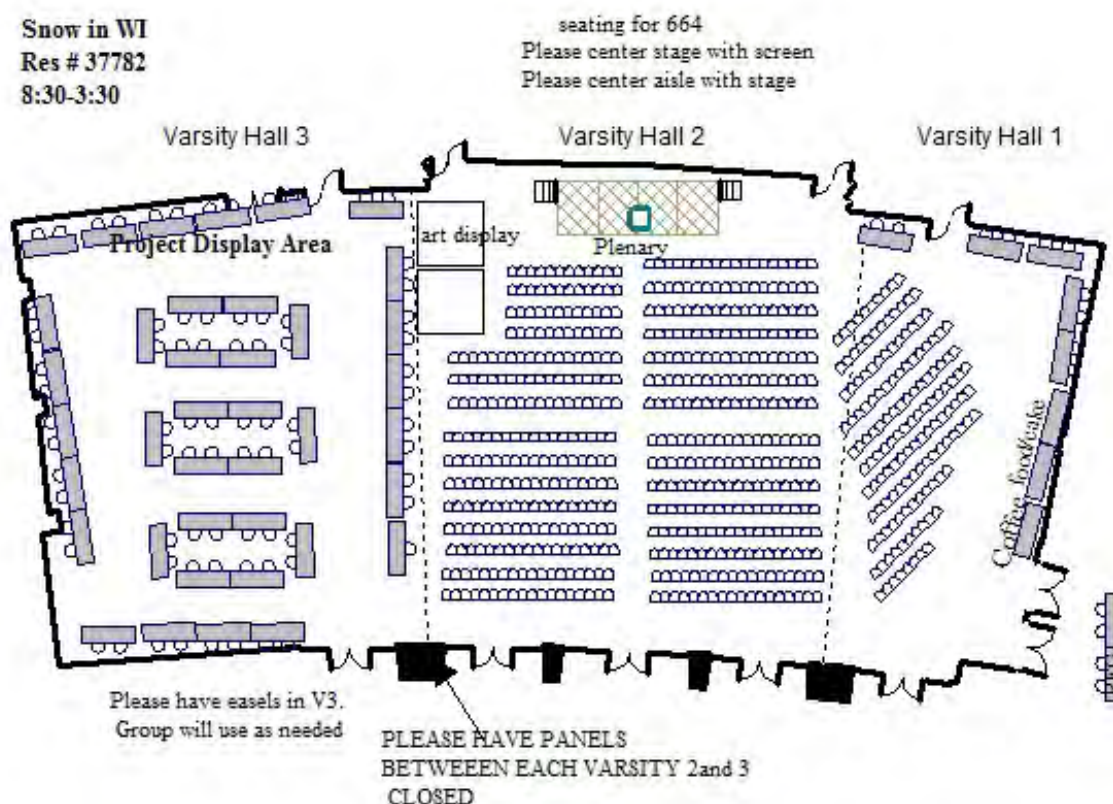 Snow in WI
Res # 37782
8:30-3:30
seating for 664
Please center stage with screen
Please center aisle with stage
Varsity Hall 3
Varsity Hall 2
Varsity Hall 1
Project Display Area
art display
Plenary
Coffee, food/cake
Please have easels in V3.
Group will use as needed
PLEASE HAVE PANELS
BETWEEEN EACH VARSITY 2and 3
CLOSED